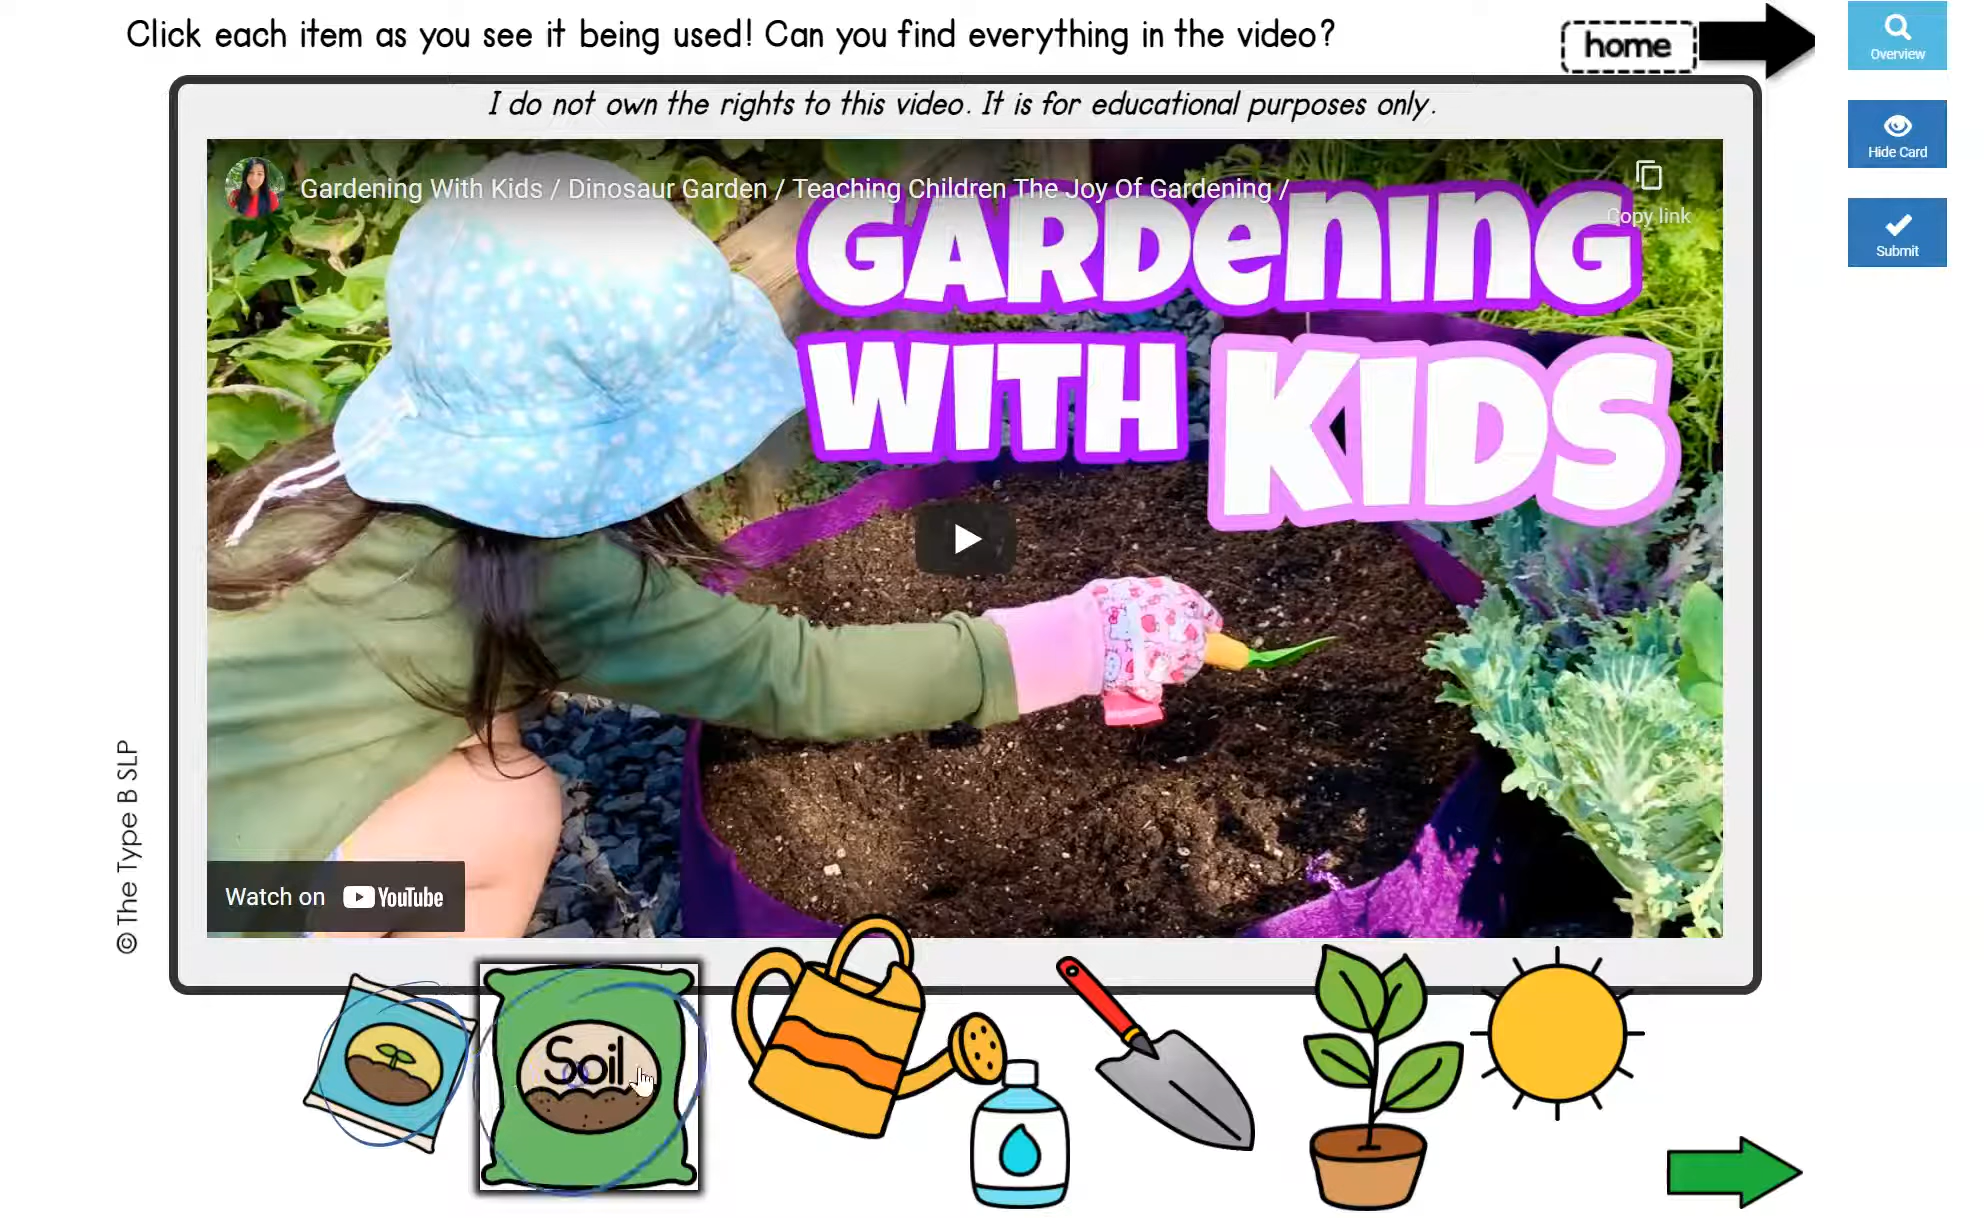 Click each item as you see it being used! Can you find everything in the video?
home
Overview
I do not own the rights to this video. It is for educational purposes only.
Hide Card
Gardening With Kids / Dinosaur Garden / Teaching Children The Joy Of Gardening /
Copy link
Submit
GARDening
WITH KIDS
© The Type B SLP
Watch on YouTube
Soil